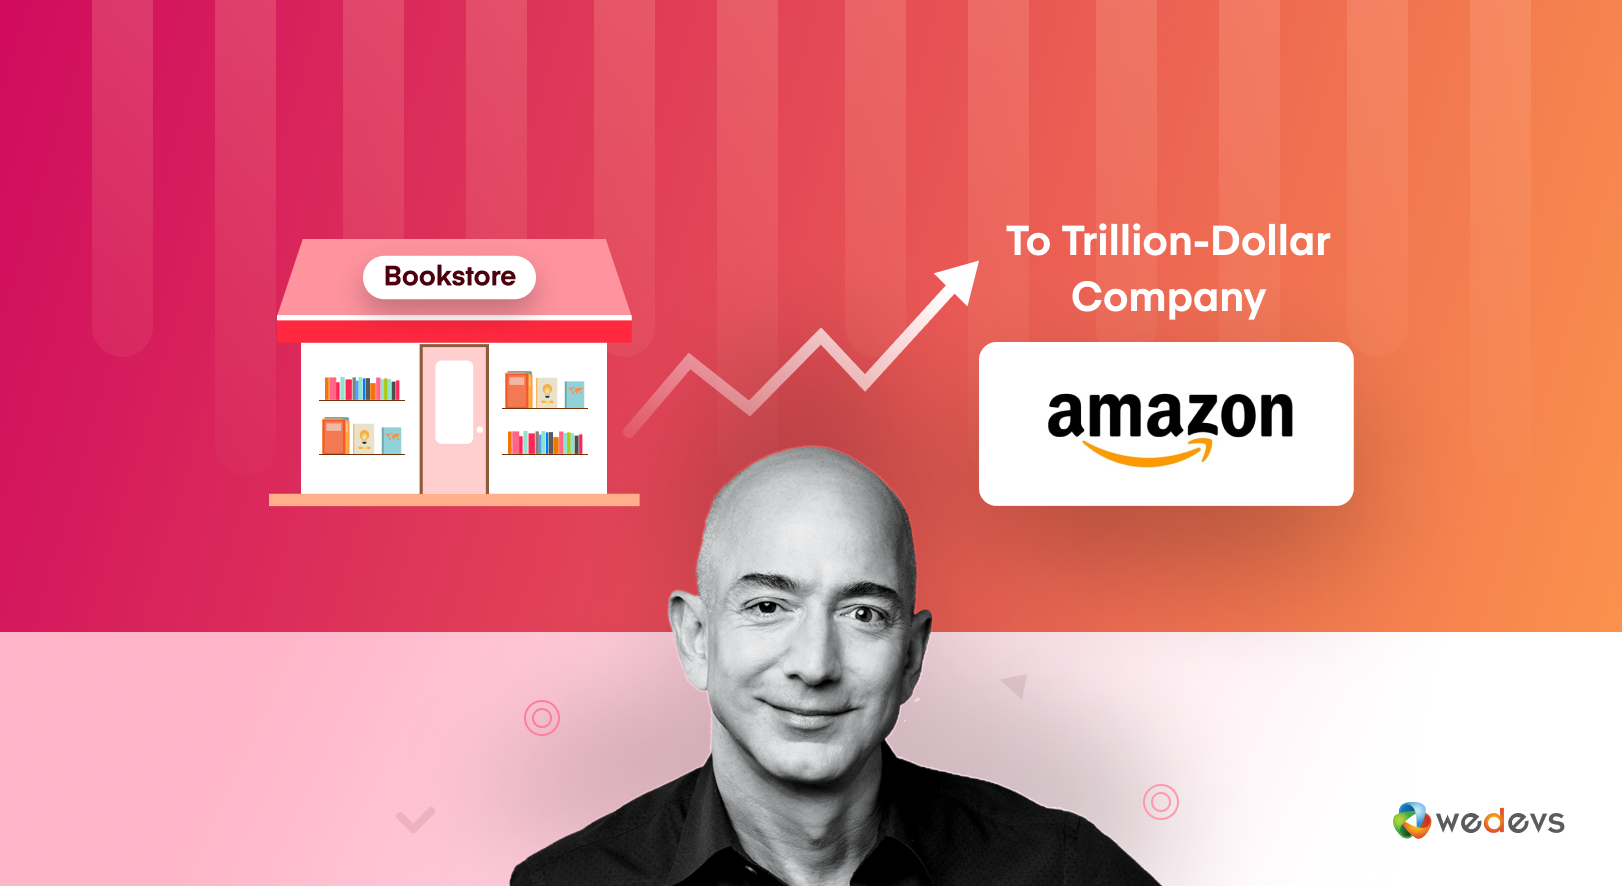 Bookstore
To Trillion-Dollar
Company
amazon
wedevs